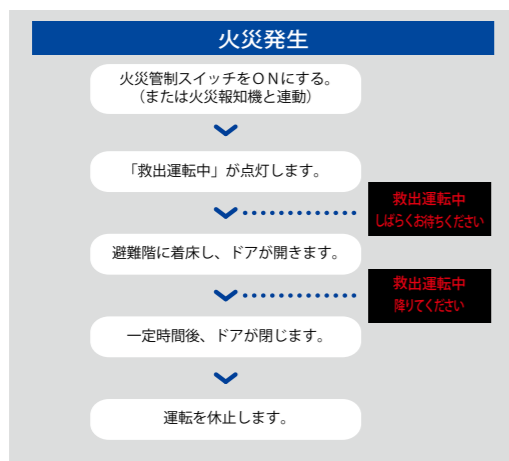 火災発生
火災管制スイッチをＯＮにする。
（または火災報知機と連動）
「救出運転中」が点灯します。
救出運転中
しばらくお待ちください
避難階に着床し、ドアが開きます。
救出運転中
降りてください
一定時間後、ドアが閉じます。
運転を休止します。